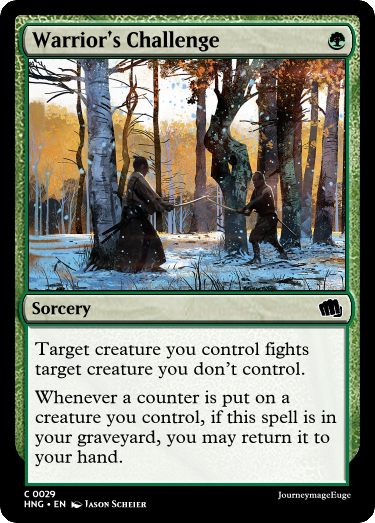 Warrior's Challenge
Sorcery
Target creature you control fights
target creature you don't control.
Whenever a counter is put on a
creature you control, if this spell is in
your graveyard, you may return it to
your hand.
C 0029
HNG • EN Jason Scheier
JourneymageEuge